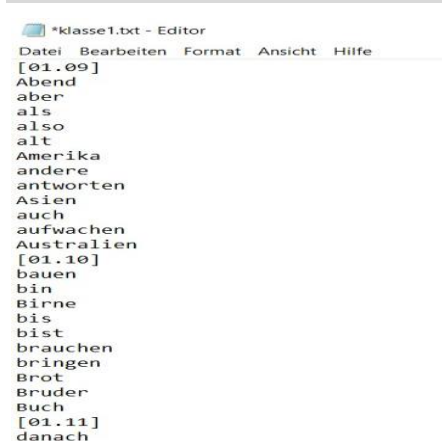 *klasse1.txt - Editor
Datei Bearbeiten Format Ansicht Hilfe
[01.09]
Abend
aber
als
also
alt
Amerika
andere
antworten
Asien
auch
aufwachen
Australien
[01.10]
bauen
bin
Birne
bis
bist
brauchen
bringen
Brot
Bruder
Buch
[01.11]
danach